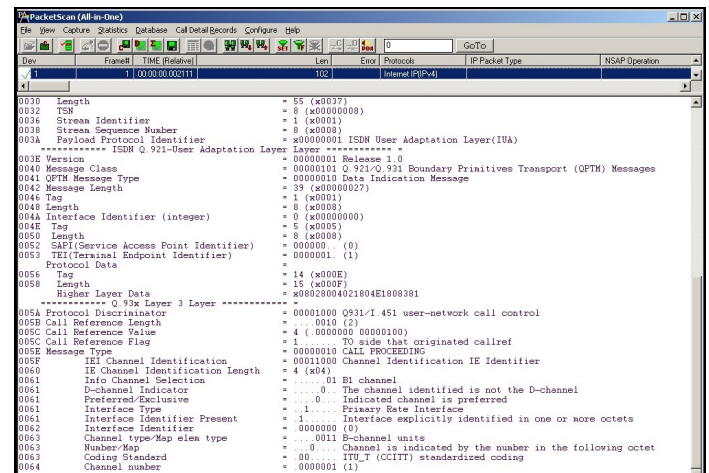 PacketScan (All-in-One)
File View Capture Statistics Database Call Detail Records Configure Help
0 GoTo
Dev Frame# TIME (Relative) Len Error Protocols IP Packet Type NSAP Operation
1 1 00:00:00.002111 102 Internet IP(IPv4)
0030 Length = 55 (x0037)
0032 TSN = 8 (x00000008)
0036 Stream Identifier = 1 (x0001)
0038 Stream Sequence Number = 8 (x0008)
003A Payload Protocol Identifier = x00000001 ISDN User Adaptation Layer(IUA)
------------ ISDN Q.921-User Adaptation Layer Layer ------------ =
003E Version = 00000001 Release 1.0
0040 Message Class = 00000101 Q.921/Q.931 Boundary Primitives Transport (QPTM) Messages
0041 QPTM Message Type = 00000010 Data Indication Message
0042 Message Length = 39 (x00000027)
0046 Tag = 1 (x0001)
0048 Length = 8 (x0008)
004A Interface Identifier (integer) = 0 (x00000000)
004E Tag = 5 (x0005)
0050 Length = 8 (x0008)
0052 SAPI(Service Access Point Identifier) = 000000.. (0)
0053 TEI(Terminal Endpoint Identifier) = 0000001. (1)
Protocol Data =
0056 Tag = 14 (x000E)
0058 Length = 15 (x000F)
Higher Layer Data = x08028004021804E1808381
------------ Q.93x Layer 3 Layer ------------ =
005A Protocol Discriminator = 00001000 Q931/I.451 user-network call control
005B Call Reference Length = ....0010 (2)
005C Call Reference Value = 4 (.0000000 00000100)
005C Call Reference Flag = 1....... TO side that originated callref
005E Message Type = 00000010 CALL PROCEEDING
005F IEI Channel Identification = 00011000 Channel Identification IE Identifier
0060 IE Channel Identification Length = 4 (x04)
0061 Info Channel Selection = ......01 B1 channel
0061 D-channel Indicator = .....0.. The channel identified is not the D-channel
0061 Preferred/Exclusive = ....0... Indicated channel is preferred
0061 Interface Type = ..1..... Primary Rate Interface
0061 Interface Identifier Present = .1...... Interface explicitly identified in one or more octets
0062 Interface Identifier = .0000000 (0)
0063 Channel type/Map elem type = ....0011 B-channel units
0063 Number/Map = ...0.... Channel is indicated by the number in the following octet
0063 Coding Standard = .00..... ITU_T (CCITT) standardized coding
0064 Channel number = .0000001 (1)